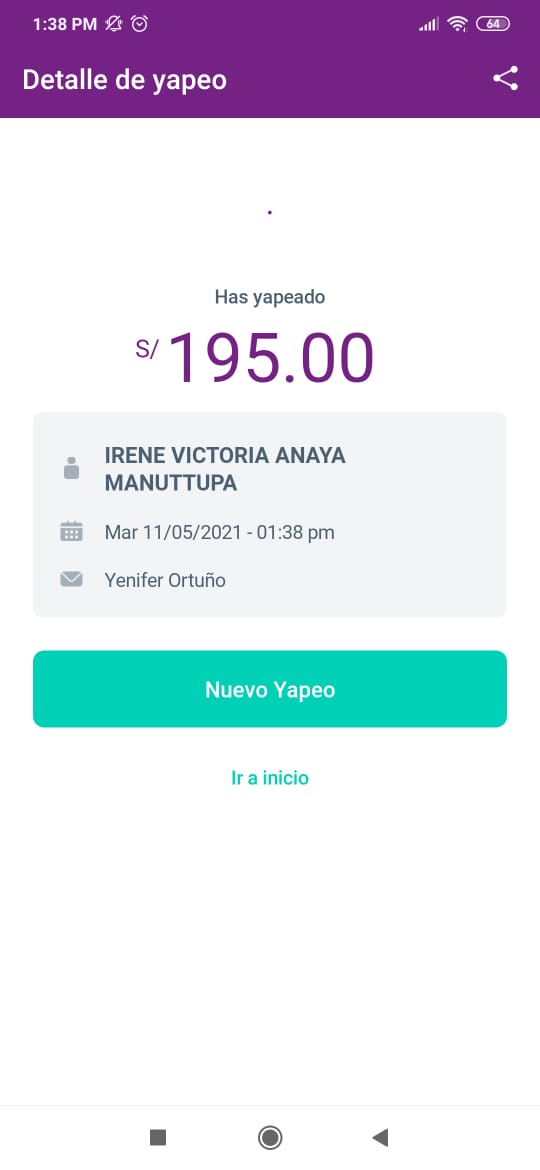 1:38 PM 64
Detalle de yapeo
Has yapeado
S/ 195.00
IRENE VICTORIA ANAYA
MANUTTUPA
Mar 11/05/2021 - 01:38 pm
Yenifer Ortuño
Nuevo Yapeo
Ir a inicio